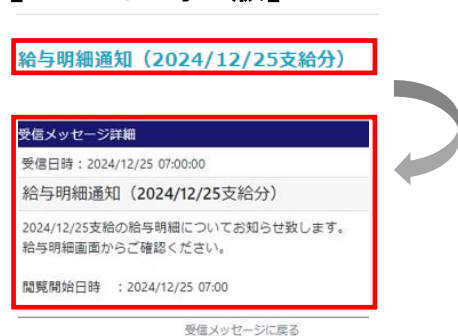 給与明細通知（2024/12/25支給分）
受信メッセージ詳細
受信日時：2024/12/25 07:00:00
給与明細通知（2024/12/25支給分）
2024/12/25支給の給与明細についてお知らせ致します。
給与明細画面からご確認ください。
閲覧開始日時　：2024/12/25 07:00
受信メッセージに戻る